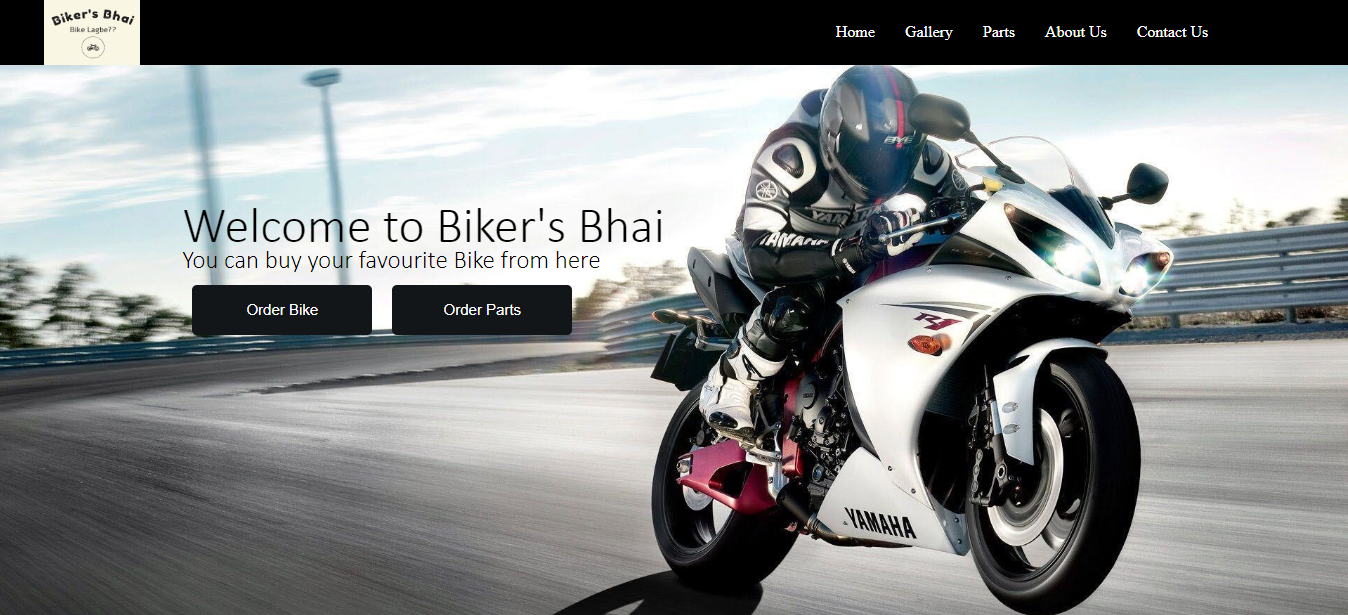 Biker's Bhai
Bike Lagbe??
Home Gallery Parts About Us Contact Us
Welcome to Biker's Bhai
You can buy your favourite Bike from here
Order Bike Order Parts
YAMAHA
YAMAHA
R1
YAMAHA